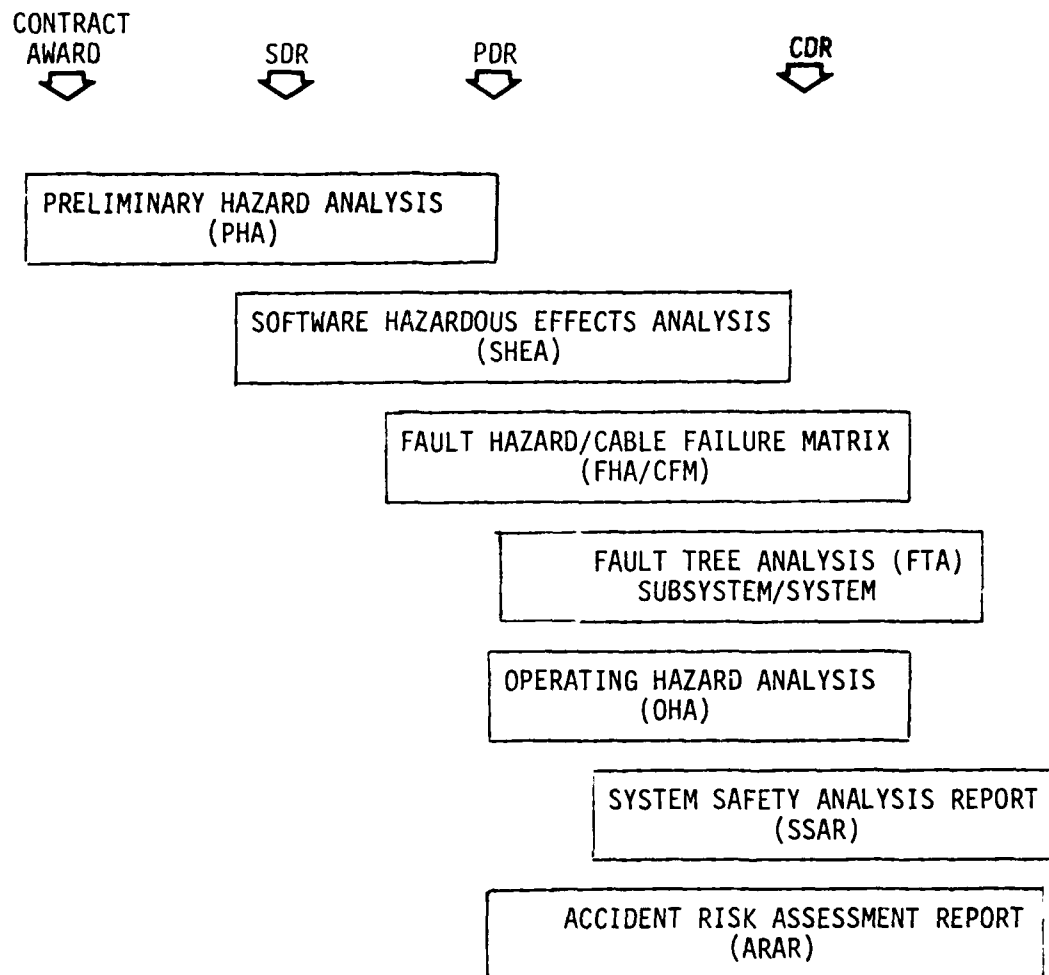 CONTRACT
AWARD
SDR
PDR
CDR
PRELIMINARY HAZARD ANALYSIS
(PHA)
SOFTWARE HAZARDOUS EFFECTS ANALYSIS
(SHEA)
FAULT HAZARD/CABLE FAILURE MATRIX
(FHA/CFM)
FAULT TREE ANALYSIS (FTA)
SUBSYSTEM/SYSTEM
OPERATING HAZARD ANALYSIS
(OHA)
SYSTEM SAFETY ANALYSIS REPORT
(SSAR)
ACCIDENT RISK ASSESSMENT REPORT
(ARAR)